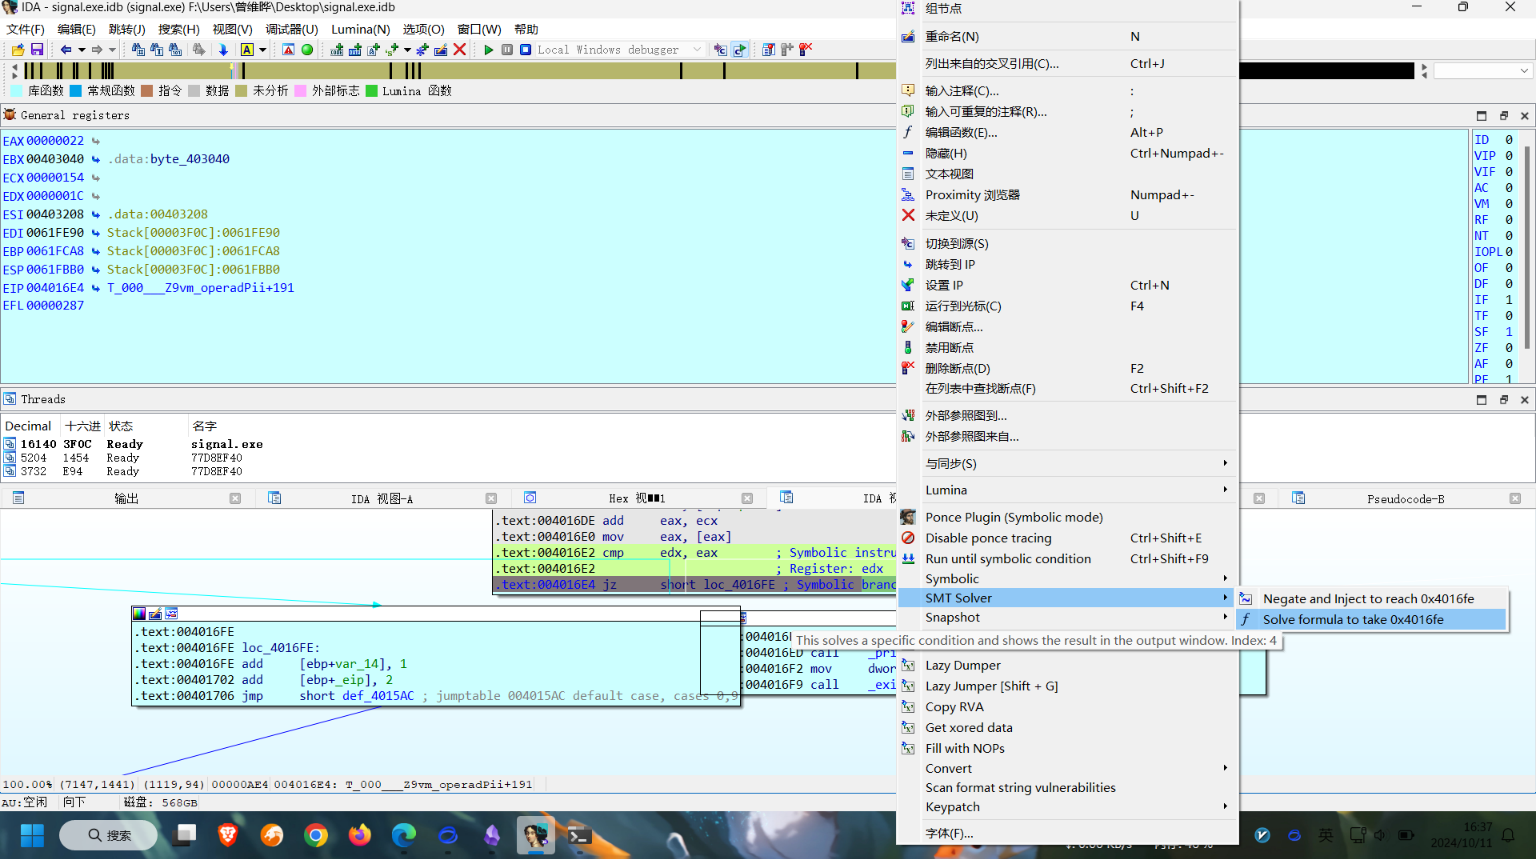 IDA - signal.exe.idb (signal.exe) F:\Users\曾维晔\Desktop\signal.exe.idb
文件(F) 编辑(E) 跳转(J) 搜索(H) 视图(V) 调试器(U) Lumina(N) 选项(O) 窗口(W) 帮助
Local Windows debugger
库函数 常规函数 指令 数据 未分析 外部标志 Lumina 函数
General registers
EAX 00000022
EBX 00403040 .data:byte_403040
ECX 00000154
EDX 0000001C
ESI 00403208 .data:00403208
EDI 0061FE90 Stack[00003F0C]:0061FE90
EBP 0061FCA8 Stack[00003F0C]:0061FCA8
ESP 0061FBB0 Stack[00003F0C]:0061FBB0
EIP 004016E4 T_000___Z9vm_operadPii+191
EFL 00000287
ID 0
VIP 0
VIF 0
AC 0
VM 0
RF 0
NT 0
IOPL 0
OF 0
DF 0
IF 1
TF 0
SF 1
ZF 0
AF 0
PF 1
Threads
Decimal 十六进 状态 名字
16140 3F0C Ready signal.exe
5204 1454 Ready 77D8EF40
3732 E94 Ready 77D8EF40
输出 IDA 视图-A Hex 视 1 IDA Pseudocode-B
.text:004016DE add eax, ecx
.text:004016E0 mov eax, [eax]
.text:004016E2 cmp edx, eax ; Symbolic instru
.text:004016E2 ; Register: edx
.text:004016E4 jz short loc_4016FE ; Symbolic branc
.text:004016FE
.text:004016FE loc_4016FE:
.text:004016FE add [ebp+var_14], 1
.text:00401702 add [ebp+_eip], 2
.text:00401706 jmp short def_4015AC ; jumptable 004015AC default case, cases 0,9
:004016ED call _pri
:004016F2 mov dwor
:004016F9 call _exi
100.00% (7147,1441) (1119,94) 00000AE4 004016E4: T_000___Z9vm_operadPii+191
AU:空闲 向下 磁盘: 568GB
组节点
重命名(N) N
列出来自的交叉引用(C)... Ctrl+J
输入注释(C)... :
输入可重复的注释(R)... ;
编辑函数(E)... Alt+P
隐藏(H) Ctrl+Numpad+-
文本视图
Proximity 浏览器 Numpad+-
未定义(U) U
切换到源(S)
跳转到 IP
设置 IP Ctrl+N
运行到光标(C) F4
编辑断点...
禁用断点
删除断点(D) F2
在列表中查找断点(F) Ctrl+Shift+F2
外部参照图到...
外部参照图来自...
与同步(S)
Lumina
Ponce Plugin (Symbolic mode)
Disable ponce tracing Ctrl+Shift+E
Run until symbolic condition Ctrl+Shift+F9
Symbolic
SMT Solver
Snapshot
Negate and Inject to reach 0x4016fe
Solve formula to take 0x4016fe
This solves a specific condition and shows the result in the output window. Index: 4
Lazy Dumper
Lazy Jumper [Shift + G]
Copy RVA
Get xored data
Fill with NOPs
Convert
Scan format string vulnerabilities
Keypatch
字体(F)...
搜索
英
16:37
2024/10/11